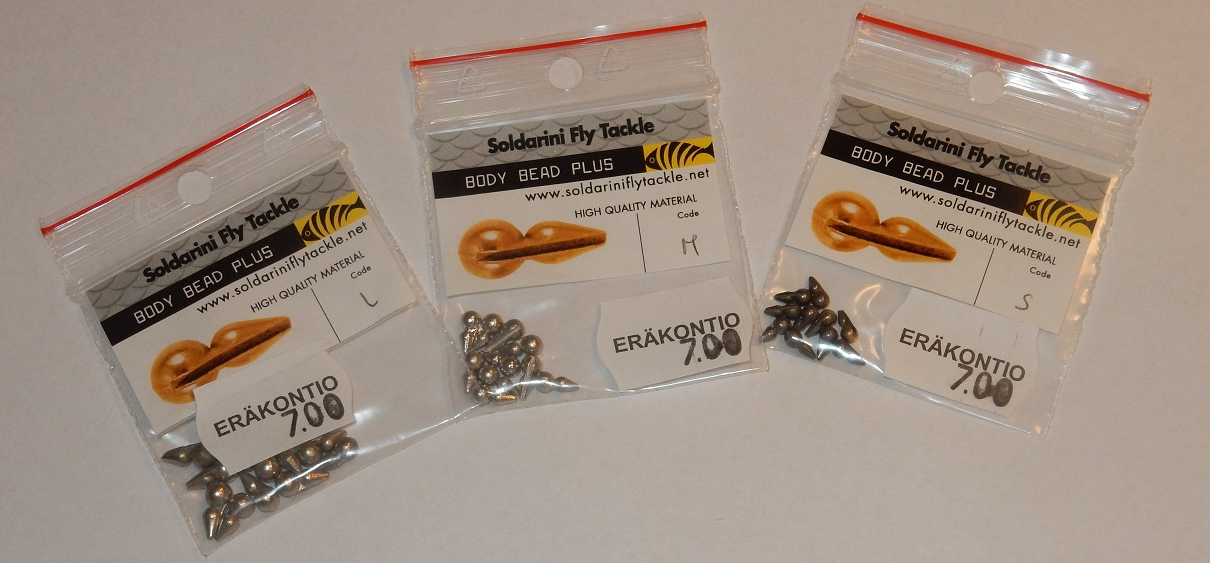 Soldarini Fly Tackle
BODY BEAD PLUS
www.soldariniflytackle.net
HIGH QUALITY MATERIAL
Code
L
ERÄKONTIO
7.00
Soldarini Fly Tackle
BODY BEAD PLUS
www.soldariniflytackle.net
HIGH QUALITY MATERIAL
Code
M
ERÄKONTIO
7.00
Soldarini Fly Tackle
BODY BEAD PLUS
www.soldariniflytackle.net
HIGH QUALITY MATERIAL
Code
S
ERÄKONTIO
7.00